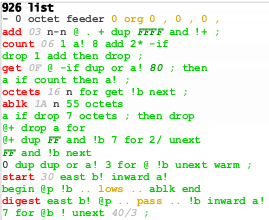 926 list
- 0 octet feeder 0 org 0 , 0 , 0 ,
add 03 n-n @ . + dup FFFF and !+ ;
count 06 1 a! 8 add 2* -if
drop 1 add then drop ;
get 0F @ -if dup or a! 80 ; then
a if count then a! ;
octets 16 n for get !b next ;
ablk 1A n 55 octets
a if drop 7 octets ; then drop
@+ drop a for
@+ dup FF and !b 7 for 2/ unext
FF and !b next
0 dup dup or a! 3 for @ !b unext warm ;
start 30 east b! inward a!
begin @p !b .. lows .. ablk end
digest east b! @p .. pass .. !b inward a!
7 for @b ! unext 40/3 ;